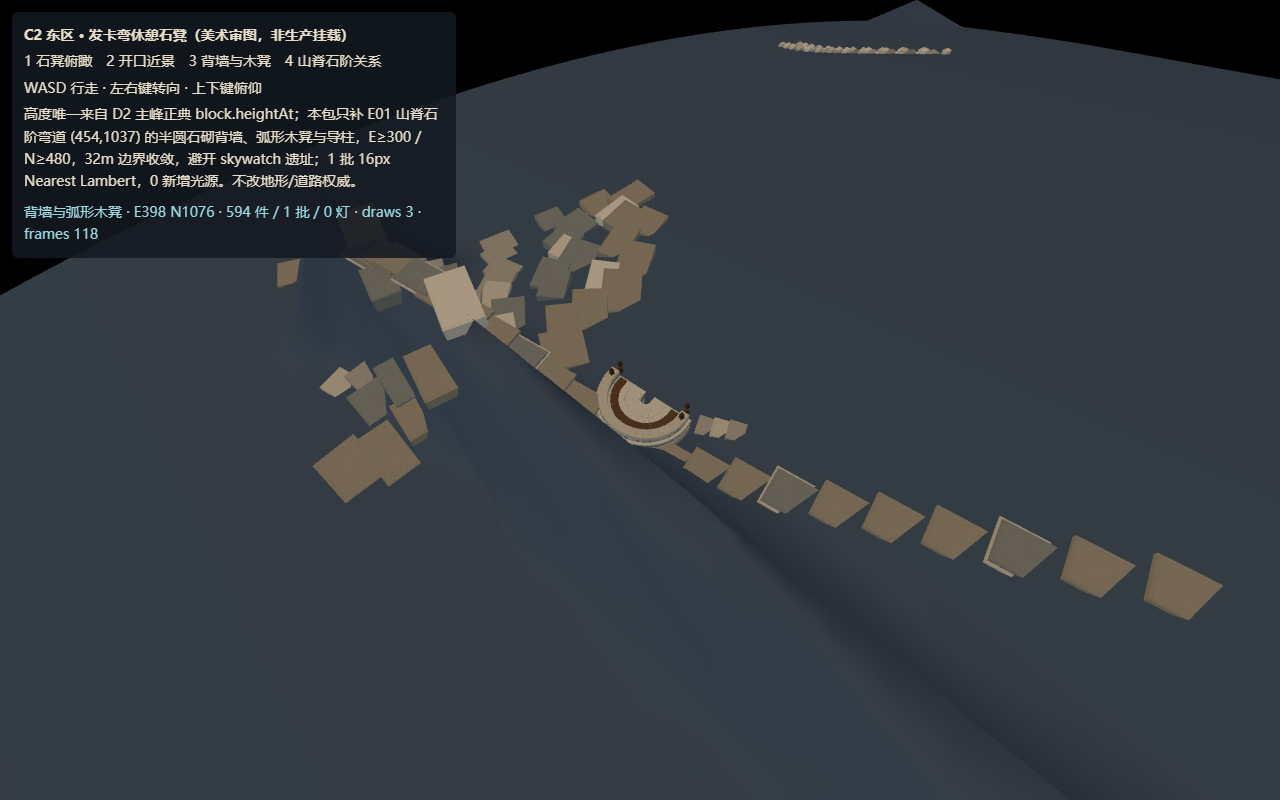 C2 东区 • 发卡弯休憩石凳（美术审图，非生产挂载）
1 石凳俯瞰 2 开口近景 3 背墙与木凳 4 山脊石阶关系
WASD 行走 · 左右键转向 · 上下键俯仰
高度唯一来自 D2 主峰正典 block.heightAt；本包只补 E01 山脊石
阶弯道 (454,1037) 的半圆石砌背墙、弧形木凳与导柱，E≥300 /
N≥480，32m 边界收敛，避开 skywatch 遗址；1 批 16px
Nearest Lambert，0 新增光源。不改地形/道路权威。
背墙与弧形木凳 · E398 N1076 · 594 件 / 1 批 / 0 灯 · draws 3 ·
frames 118